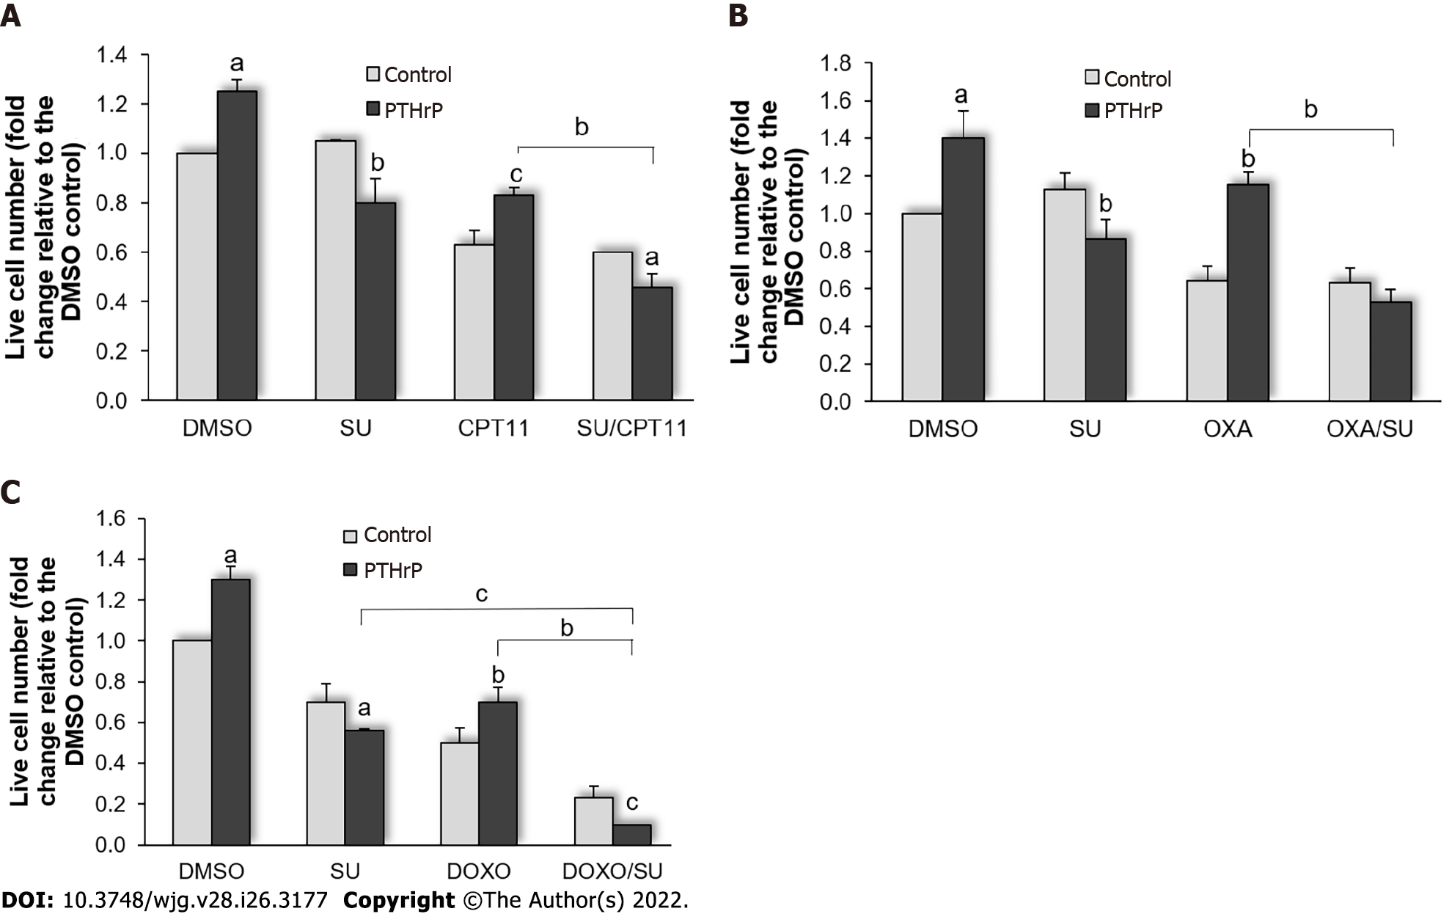 A
Live cell number (fold
change relative to the
DMSO control)
1.4
1.2
1.0
0.8
0.6
0.4
0.2
0.0
Control
PTHrP
a
b
c
b
a
DMSO SU CPT11 SU/CPT11
B
Live cell number (fold
change relative to the
DMSO control)
1.8
1.6
1.4
1.2
1.0
0.8
0.6
0.4
0.2
0.0
Control
PTHrP
a
b
b
b
DMSO SU OXA OXA/SU
C
Live cell number (fold
change relative to the
DMSO control)
1.6
1.4
1.2
1.0
0.8
0.6
0.4
0.2
0.0
Control
PTHrP
a
c
b
a
b
c
DMSO SU DOXO DOXO/SU
DOI: 10.3748/wjg.v28.i26.3177 Copyright ©The Author(s) 2022.